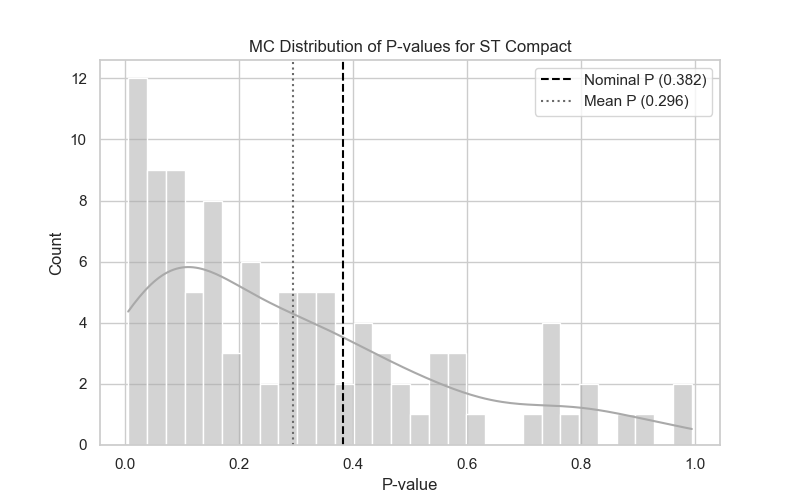 MC Distribution of P-values for ST Compact
Nominal P (0.382)
Mean P (0.296)
Count
12
10
8
6
4
2
0
0.0 0.2 0.4 0.6 0.8 1.0
P-value